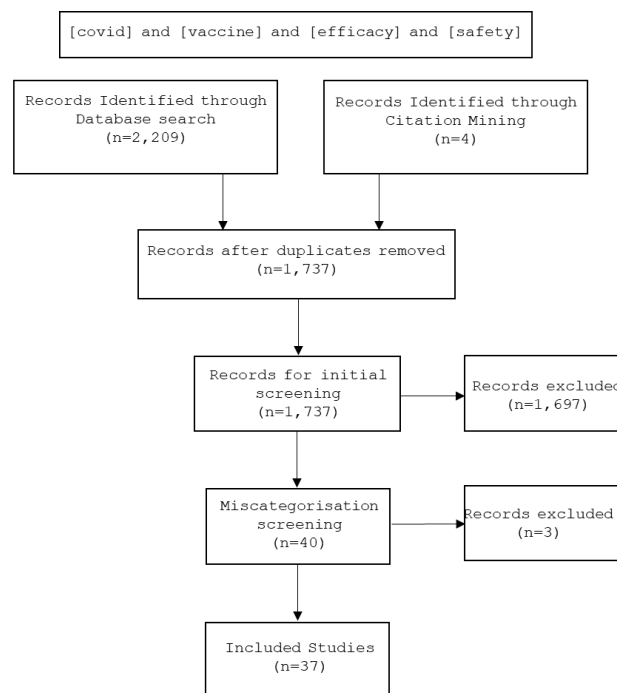 [covid] and [vaccine] and [efficacy] and [safety]
Records Identified through
Database search
(n=2,209)
Records Identified through
Citation Mining
(n=4)
Records after duplicates removed
(n=1,737)
Records for initial
screening
(n=1,737)
Records excluded
(n=1,697)
Miscategorisation
screening
(n=40)
Records excluded
(n=3)
Included Studies
(n=37)